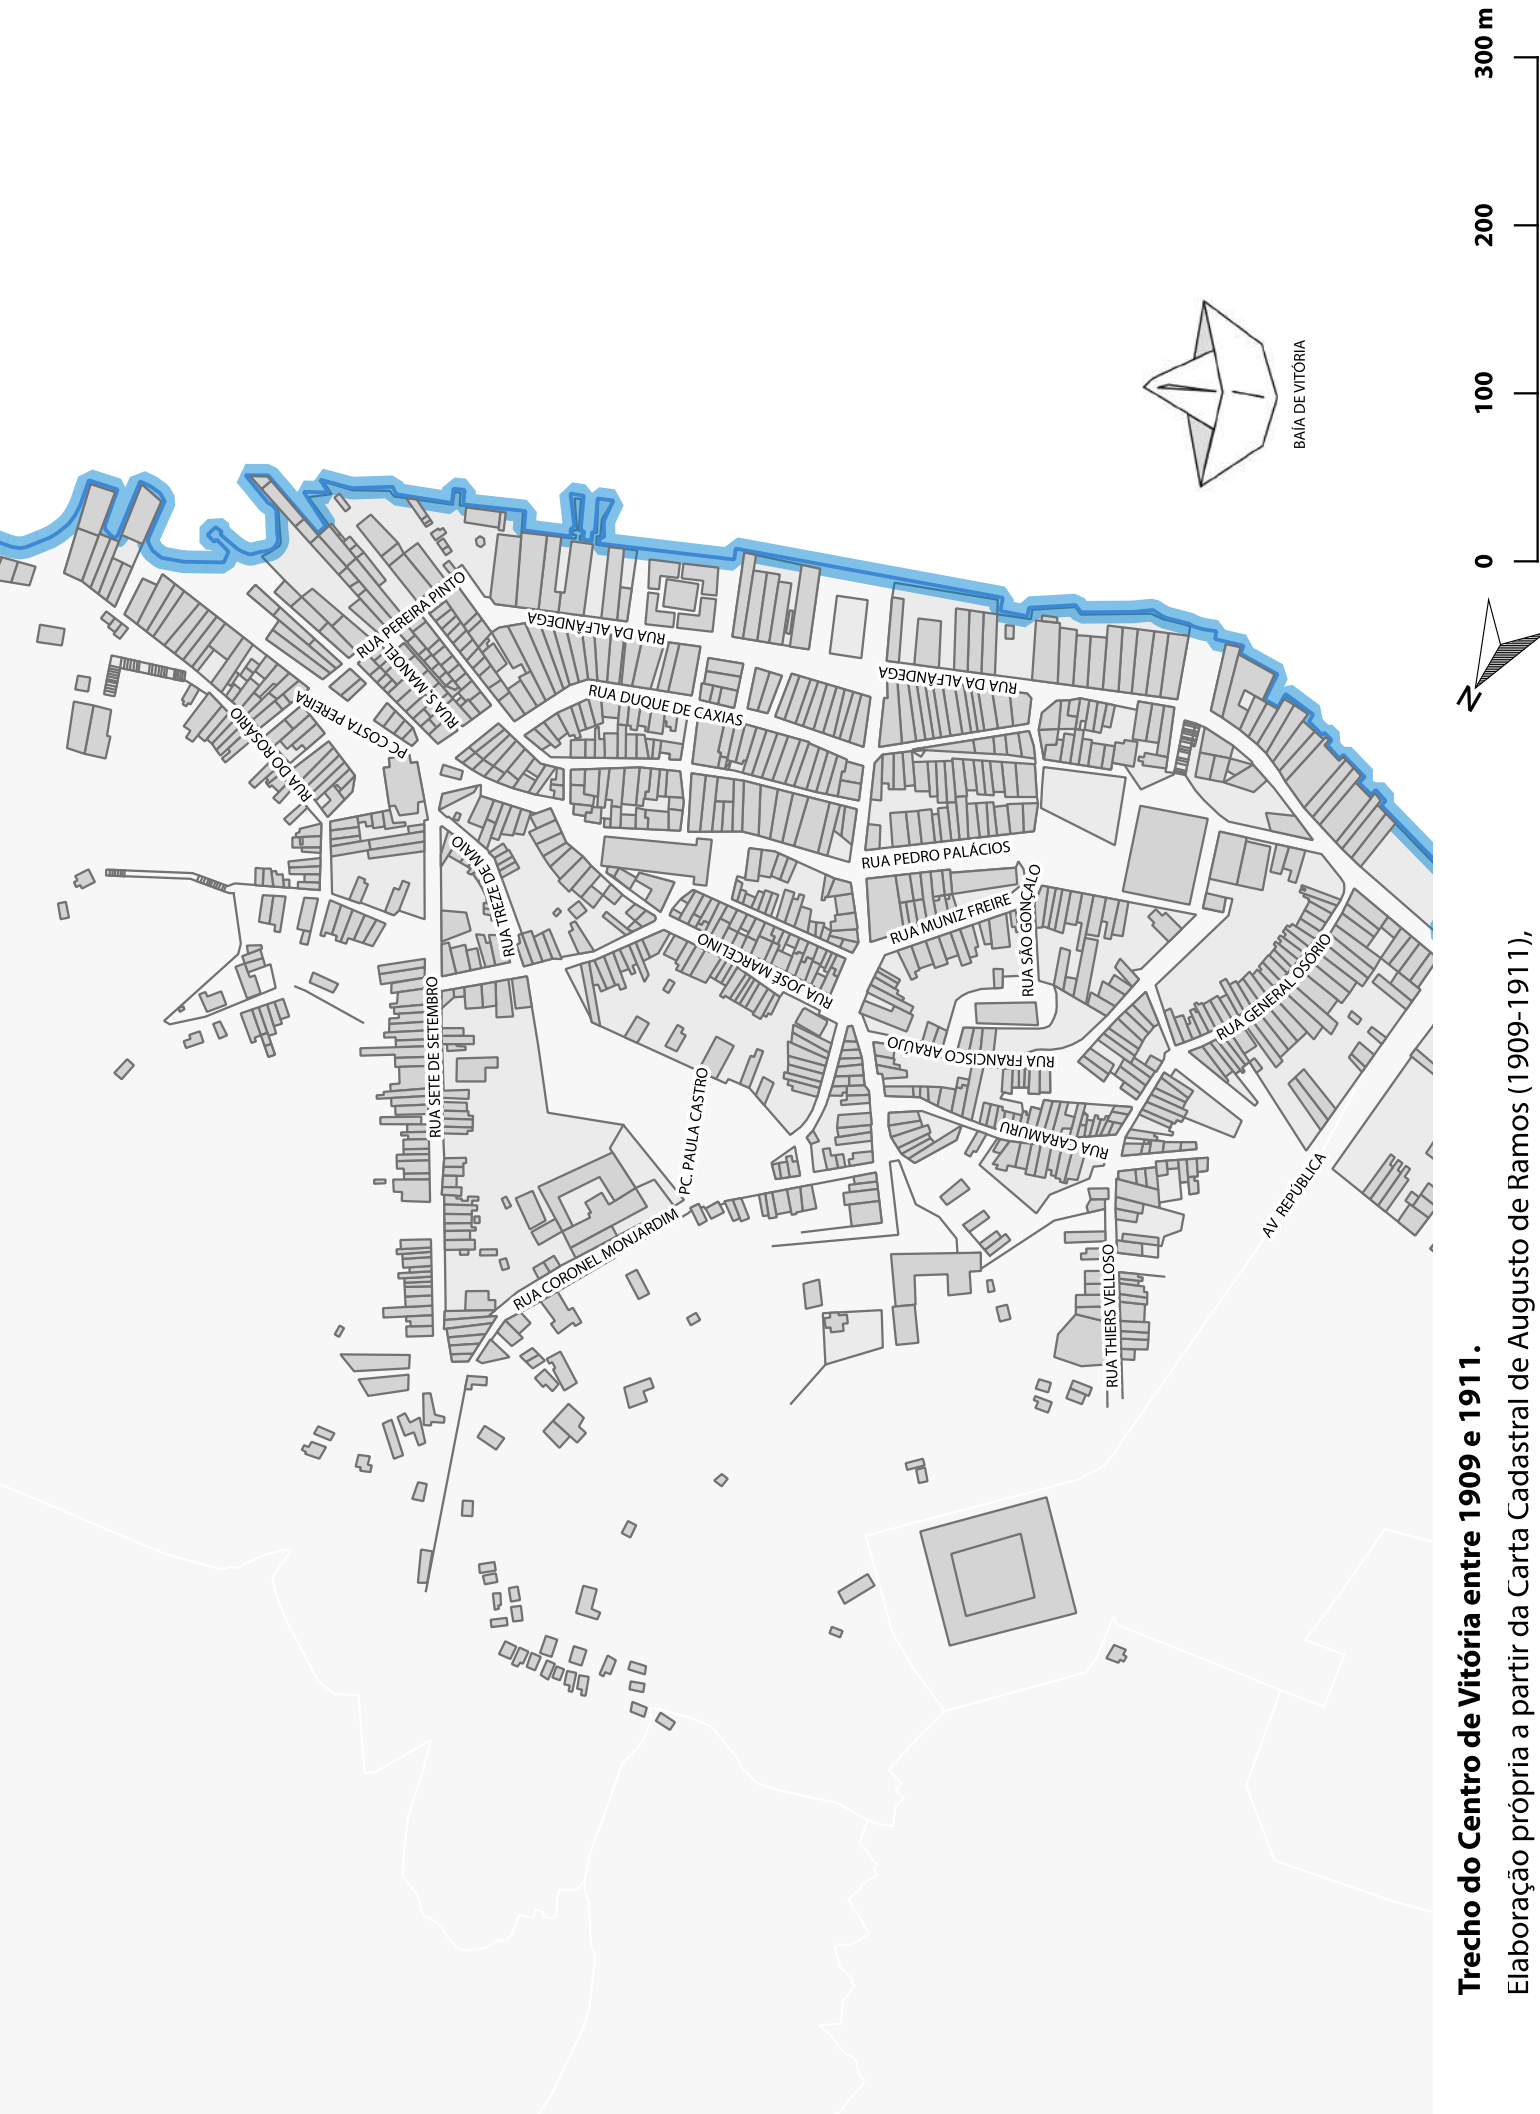 RUA PEREIRA PINTO
RUA S. MANOEL
PC COSTA PEREIRA
RUA DO ROSÁRIO
RUA DA ALFÂNDEGA
RUA DUQUE DE CAXIAS
RUA DA ALFÂNDEGA
RUA TREZE DE MAIO
RUA PEDRO PALÁCIOS
RUA MUNIZ FREIRE
RUA SÃO GONÇALO
RUA JOSÉ MARCELINO
RUA SETE DE SETEMBRO
RUA FRANCISCO ARAÚJO
RUA GENERAL OSÓRIO
PC. PAULA CASTRO
RUA CARAMURU
RUA CORONEL MONJARDIM
RUA THIERS VELLOSO
AV REPÚBLICA
BAÍA DE VITÓRIA
N
0 100 200 300 m
Trecho do Centro de Vitória entre 1909 e 1911.
Elaboração própria a partir da Carta Cadastral de Augusto de Ramos (1909-1911),